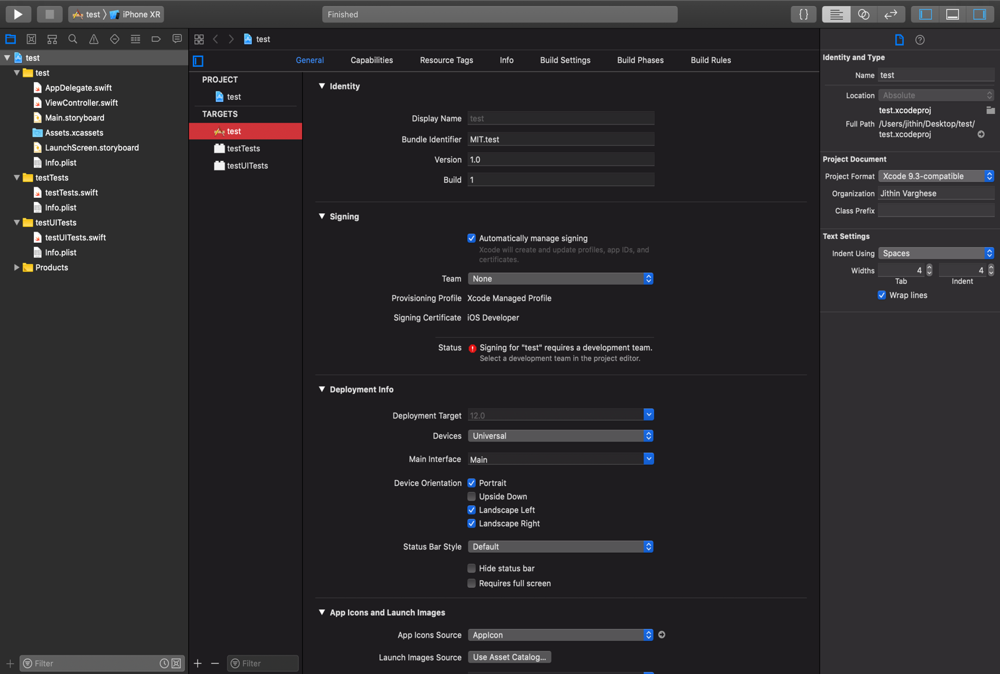 test
iPhone XR
Finished
test
test
test
AppDelegate.swift
ViewController.swift
Main.storyboard
Assets.xcassets
LaunchScreen.storyboard
Info.plist
testTests
testTests.swift
Info.plist
testUITests
testUITests.swift
Info.plist
Products
Filter
General
Capabilities
Resource Tags
Info
Build Settings
Build Phases
Build Rules
PROJECT
test
TARGETS
test
testTests
testUITests
Filter
Identity
Display Name test
Bundle Identifier MIT.test
Version 1.0
Build 1
Signing
Automatically manage signing
Xcode will create and update profiles, app IDs, and
certificates.
Team None
Provisioning Profile Xcode Managed Profile
Signing Certificate iOS Developer
Status Signing for "test" requires a development team.
Select a development team in the project editor.
Deployment Info
Deployment Target 12.0
Devices Universal
Main Interface Main
Device Orientation Portrait
Upside Down
Landscape Left
Landscape Right
Status Bar Style Default
Hide status bar
Requires full screen
App Icons and Launch Images
App Icons Source AppIcon
Launch Images Source Use Asset Catalog...
Identity and Type
Name test
Location Absolute
test.xcodeproj
Full Path /Users/jithin/Desktop/test/
test.xcodeproj
Project Document
Project Format Xcode 9.3-compatible
Organization Jithin Varghese
Class Prefix
Text Settings
Indent Using Spaces
Widths 4 4
Tab Indent
Wrap lines